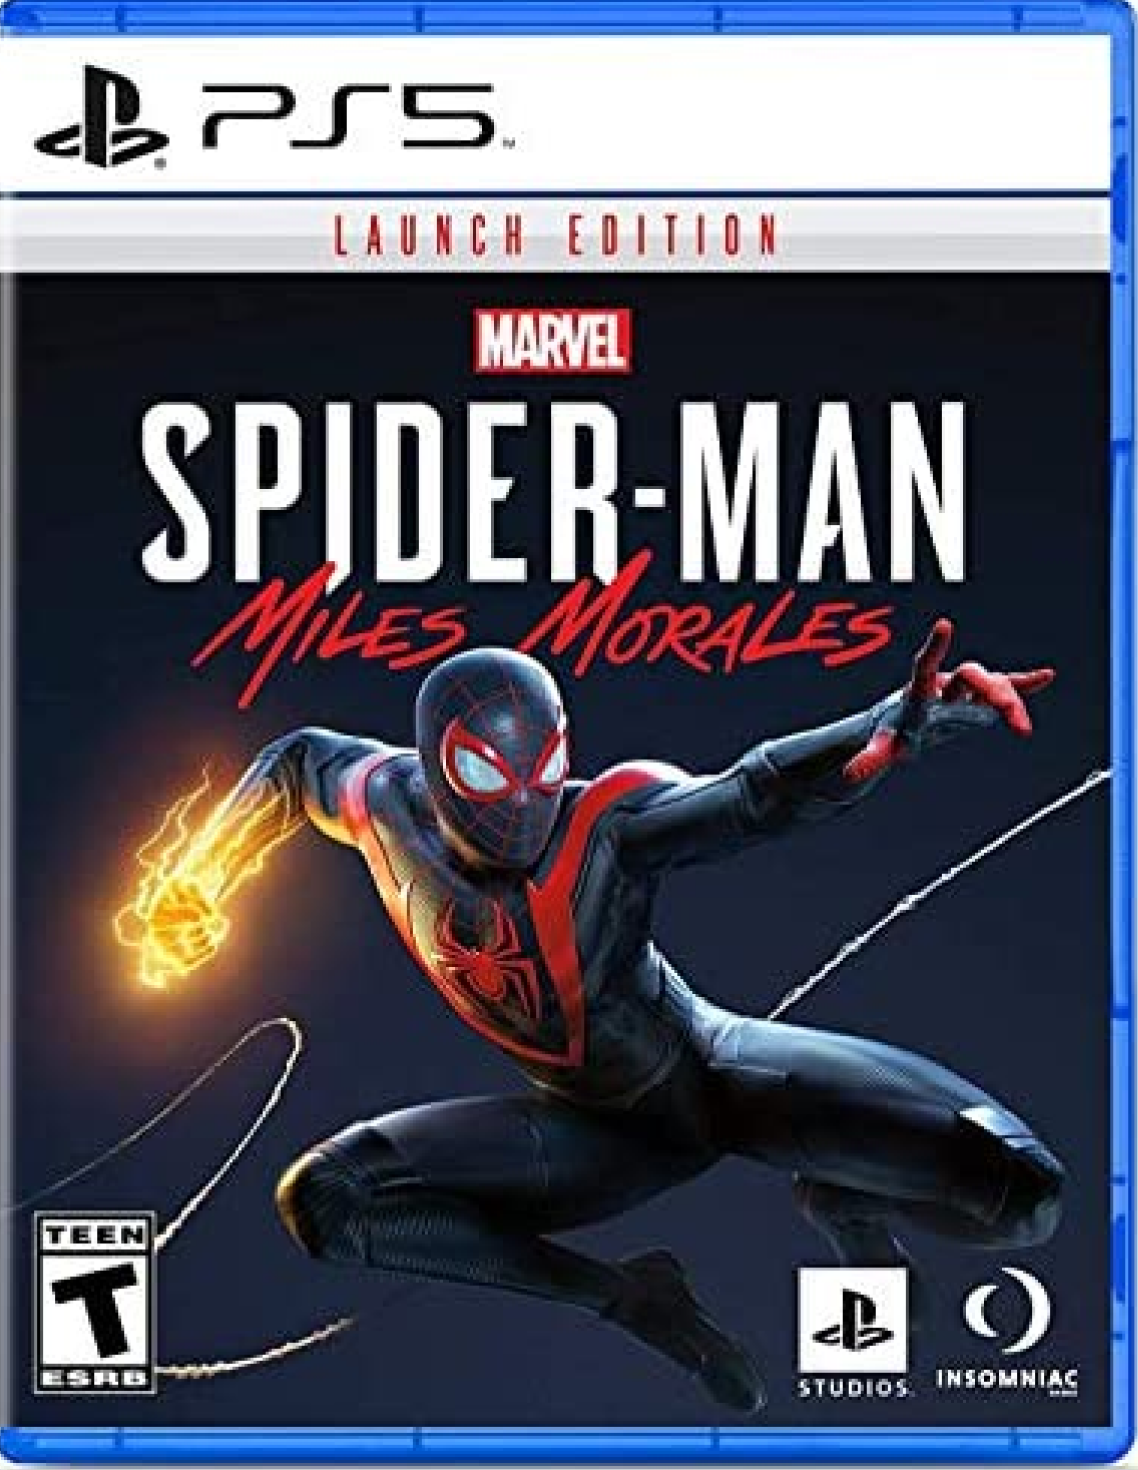 PS5
LAUNCH EDITION
MARVEL
SPIDER-MAN
MILES MORALES
TEEN
T
ESRB
STUDIOS
INSOMNIAC